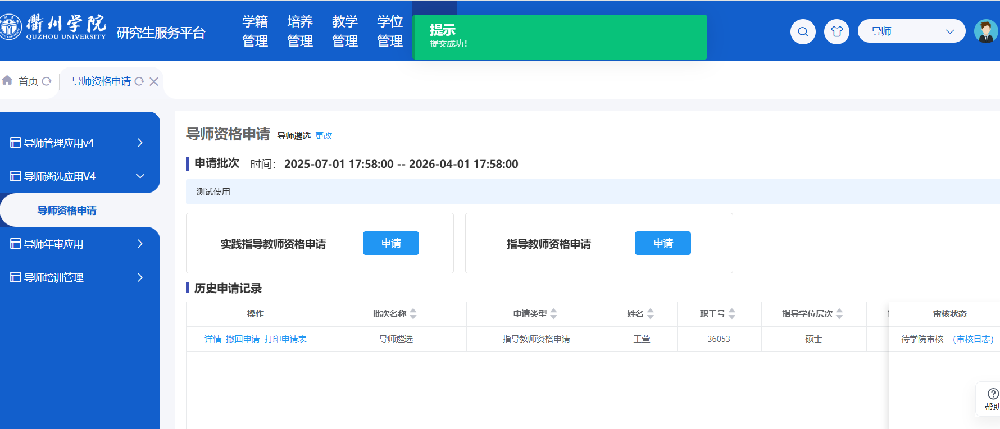 衢州学院
QUZHOU UNIVERSITY
研究生服务平台
学籍管理
培养管理
教学管理
学位管理
提示
提交成功!
导师
首页
导师资格申请
导师管理应用v4
导师遴选应用V4
导师资格申请
导师年审应用
导师培训管理
导师资格申请 导师遴选 更改
申请批次 时间: 2025-07-01 17:58:00 -- 2026-04-01 17:58:00
测试使用
实践指导教师资格申请 申请
指导教师资格申请 申请
历史申请记录
操作 批次名称 申请类型 姓名 职工号 指导学位层次 审核状态
详情 撤回申请 打印申请表 导师遴选 指导教师资格申请 王萱 36053 硕士 待学院审核 (审核日志)
帮助